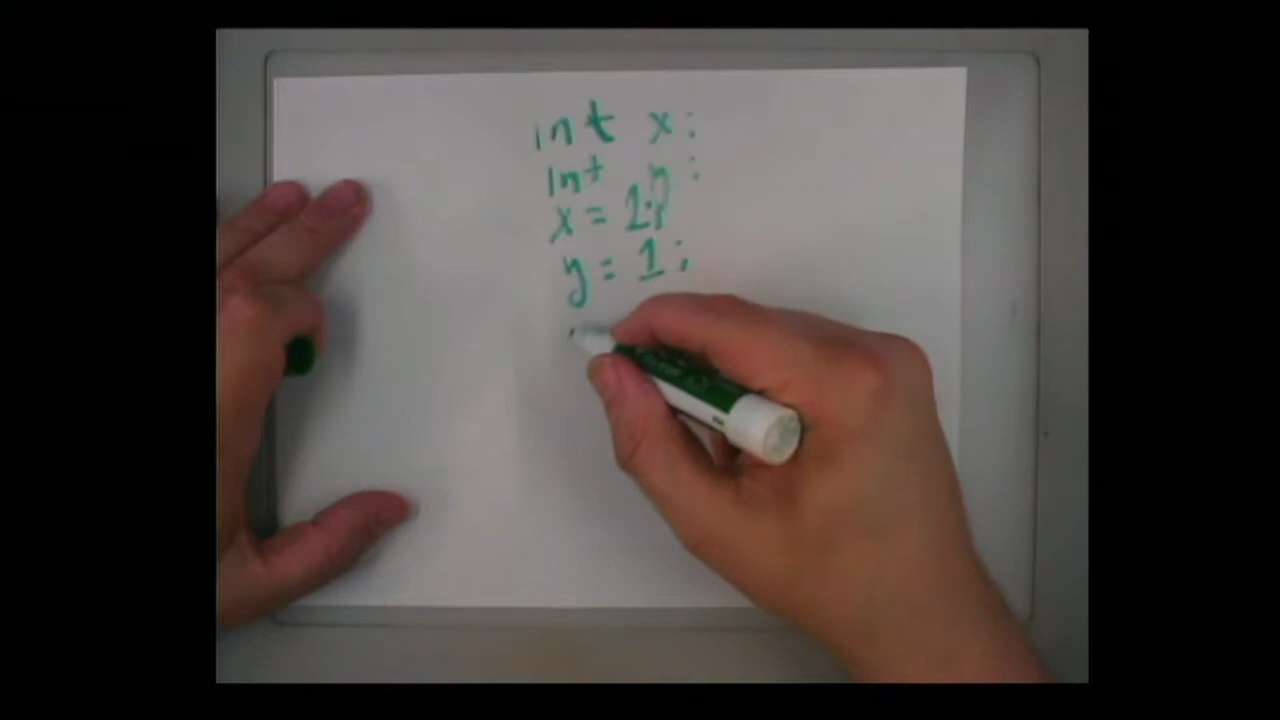 int x;
int y;
x = 2;
y = 1;